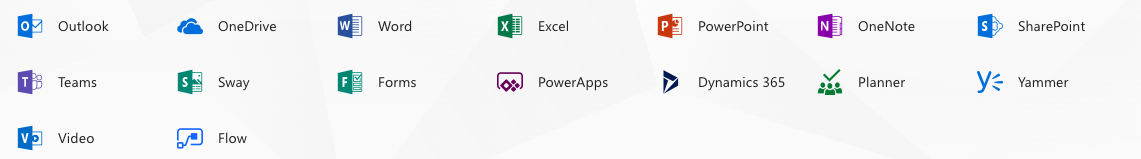 Outlook OneDrive Word Excel PowerPoint OneNote SharePoint
Teams Sway Forms PowerApps Dynamics 365 Planner Yammer
Video Flow